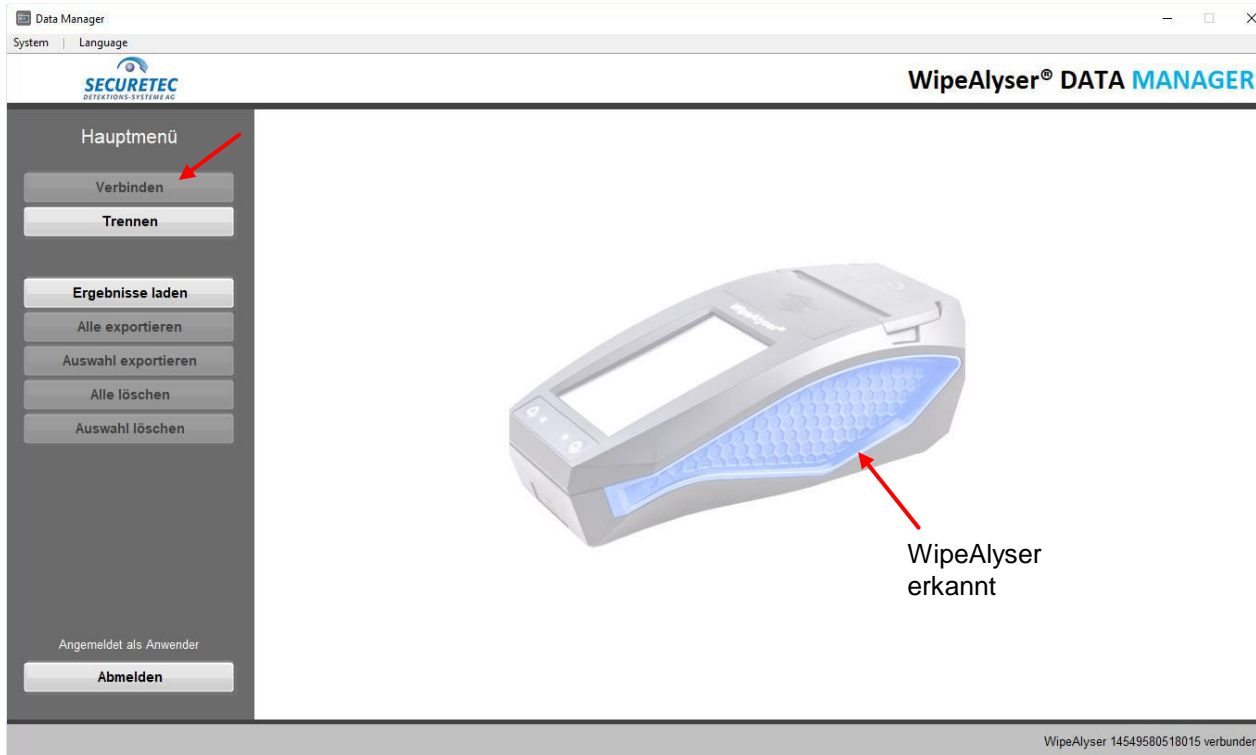 Data Manager
System | Language
SECURETEC
DETEKTIONS-SYSTEME AG
WipeAlyser® DATA MANAGER
Hauptmenü
Verbinden
Trennen
Ergebnisse laden
Alle exportieren
Auswahl exportieren
Alle löschen
Auswahl löschen
WipeAlyser®
WipeAlyser
erkannt
Angemeldet als Anwender
Abmelden
WipeAlyser 14549580518015 verbunden